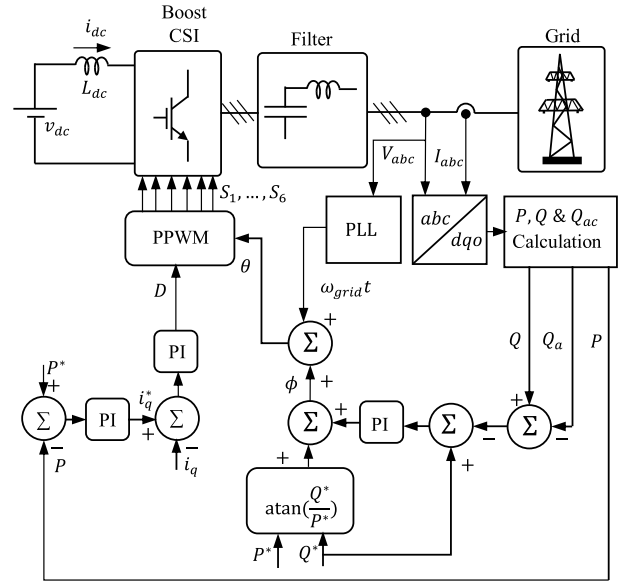 Boost
CSI
Filter
Grid
i_dc
L_dc
v_dc
V_abc
I_abc
S_1, …, S_6
PPWM
PLL
abc
dqo
P, Q & Q_ac
Calculation
θ
ω_grid t
D
Q
Q_a
P
Σ
+
PI
P*
+
ϕ
+
Σ
PI
i_q*
Σ
+
−
Σ
+
PI
Σ
−
Σ
+
−
P
−
i_q
+
+
atan(Q*/P*)
P*
Q*